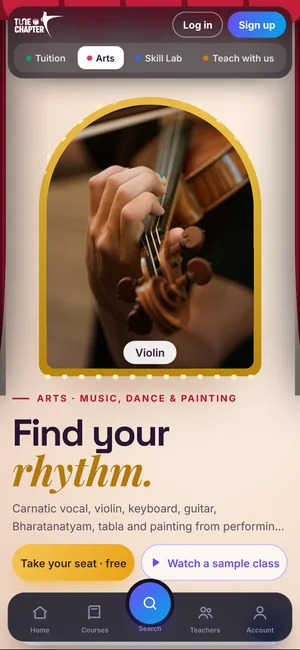 TUNE
CHAPTER
Log in
Sign up
Tuition
Arts
Skill Lab
Teach with us
Violin
ARTS · MUSIC, DANCE & PAINTING
Find your
rhythm.
Carnatic vocal, violin, keyboard, guitar,
Bharatanatyam, tabla and painting from performin...
Take your seat · free
Watch a sample class
Home
Courses
Search
Teachers
Account